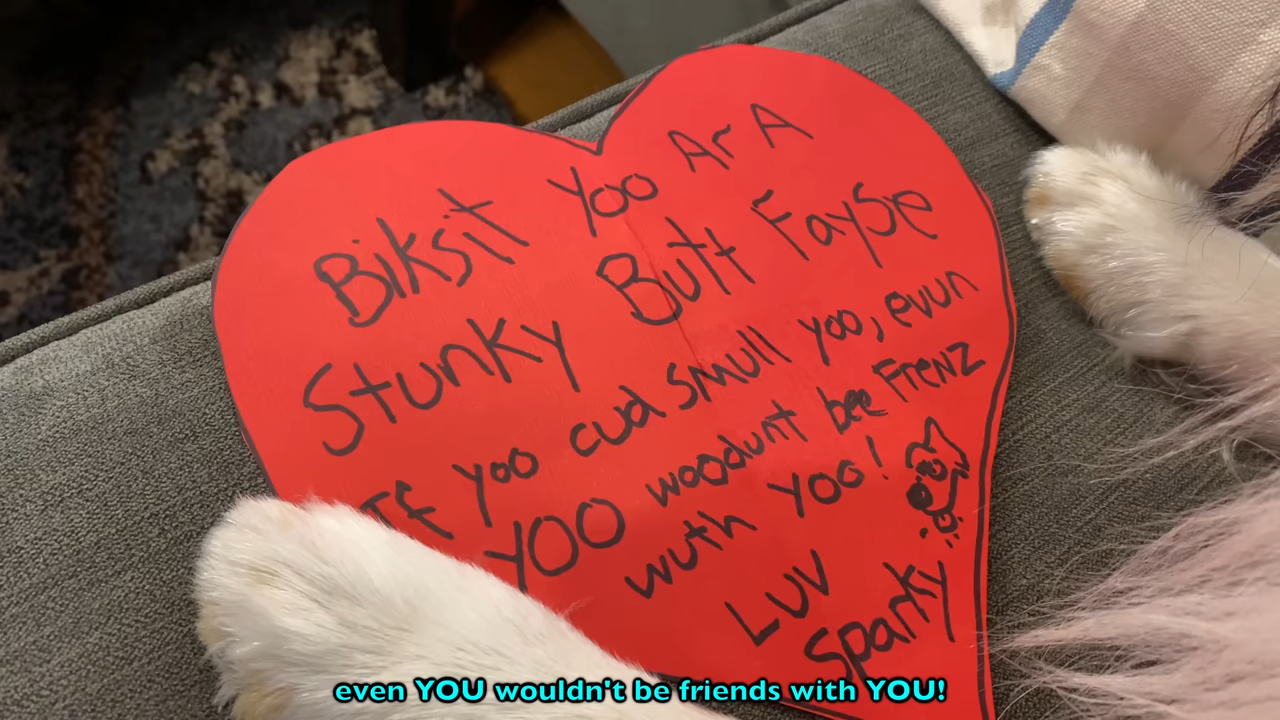 Biksit Yoo Ar A
Stunky Butt Fayse
If yoo cud smull yoo, evun
YOO woodunt bee Frenz
wuth YOO!
Luv
Sparky
even YOU wouldn't be friends with YOU!